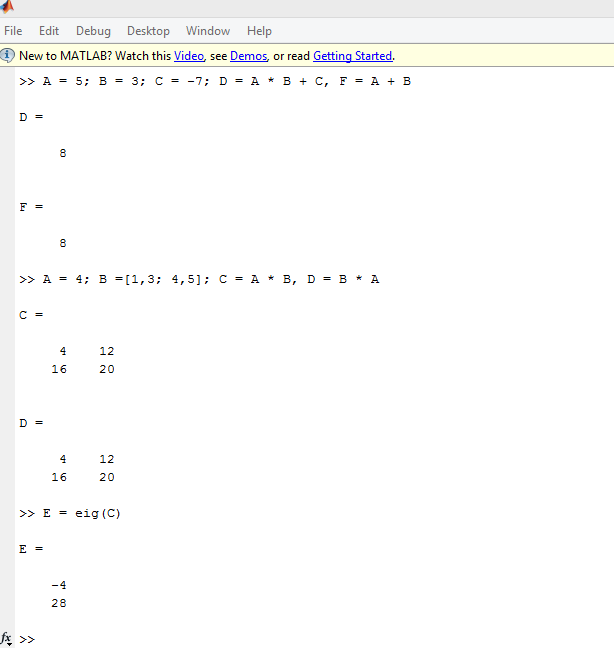 File Edit Debug Desktop Window Help
New to MATLAB? Watch this Video, see Demos, or read Getting Started.
>> A = 5; B = 3; C = -7; D = A * B + C, F = A + B
D =
8
F =
8
>> A = 4; B =[1,3; 4,5]; C = A * B, D = B * A
C =
4 12
16 20
D =
4 12
16 20
>> E = eig(C)
E =
-4
28
fx >>